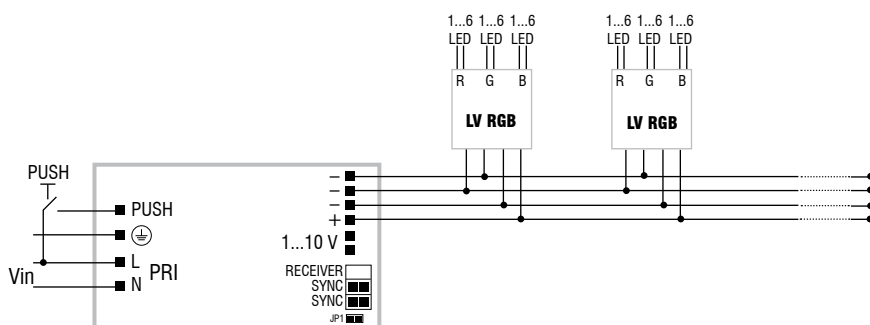 1...6 1...6 1...6
LED LED LED
1...6 1...6 1...6
LED LED LED
R G B
R G B
LV RGB
LV RGB
PUSH
PUSH
L
PRI
N
Vin
–
–
–
+
1...10 V
RECEIVER
SYNC
SYNC
JP1